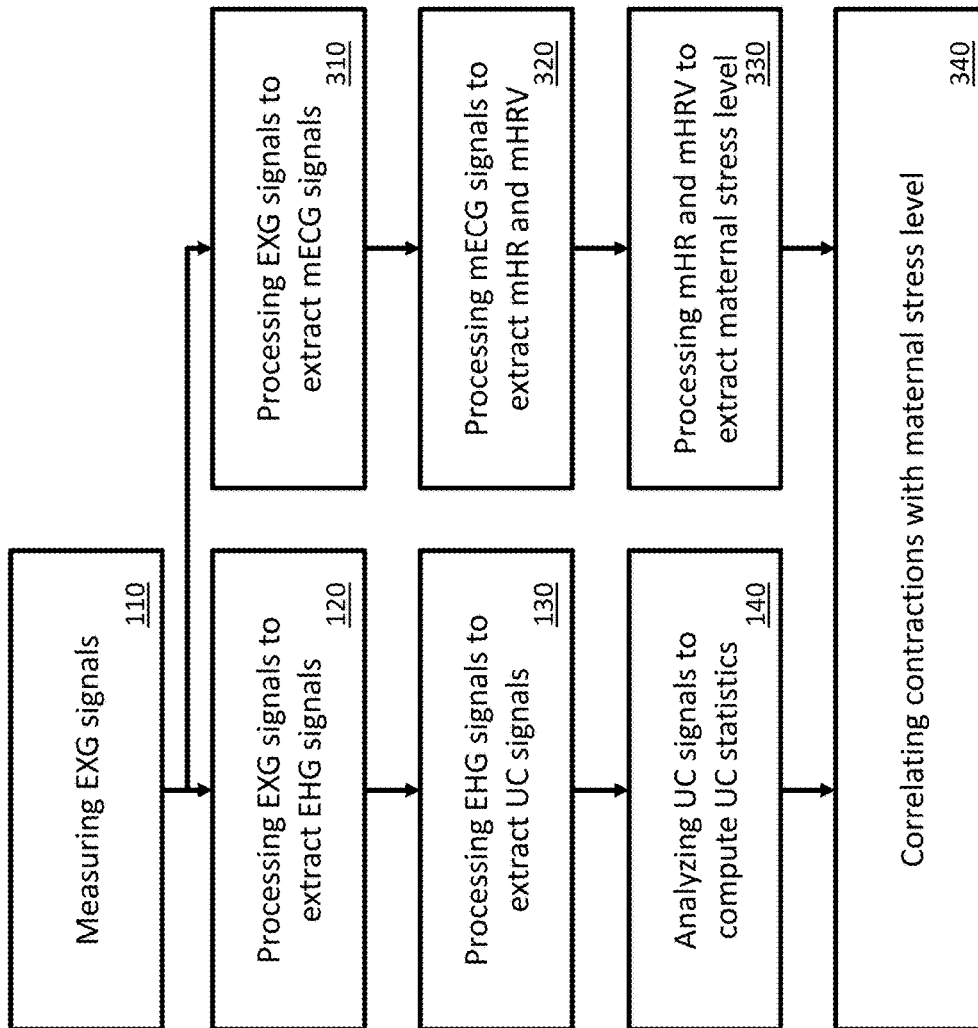 Measuring EXG signals
110
Processing EXG signals to
extract EHG signals
120
Processing EHG signals to
extract UC signals
130
Analyzing UC signals to
compute UC statistics
140
Processing EXG signals to
extract mECG signals
310
Processing mECG signals to
extract mHR and mHRV
320
Processing mHR and mHRV to
extract maternal stress level
330
Correlating contractions with maternal stress level
340